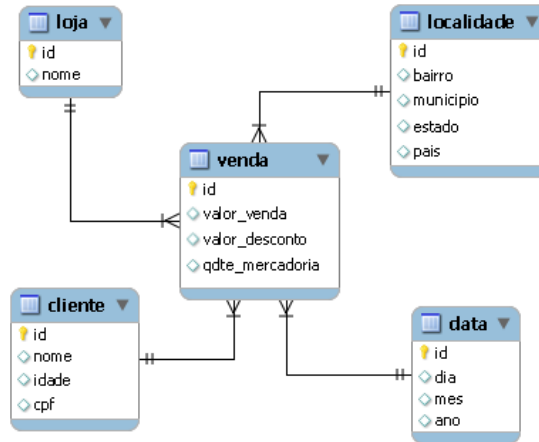 loja
id
nome
localidade
id
bairro
municipio
estado
pais
venda
id
valor_venda
valor_desconto
qdte_mercadoria
cliente
id
nome
idade
cpf
data
id
dia
mes
ano